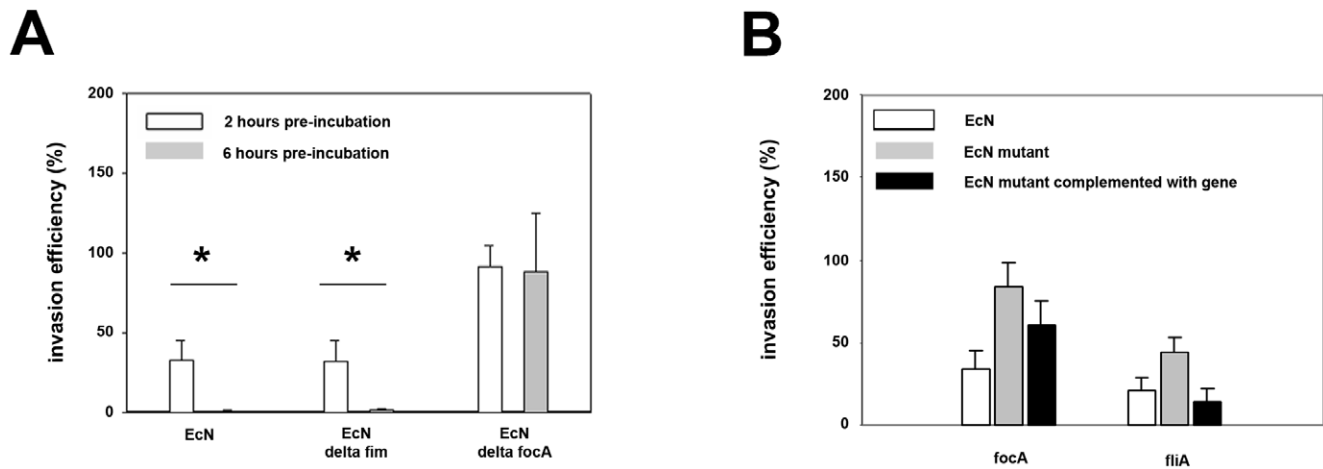 A
200
150
100
50
0
invasion efficiency (%)
2 hours pre-incubation
6 hours pre-incubation
*
*
EcN
EcN
delta fim
EcN
delta focA
B
200
150
100
50
0
invasion efficiency (%)
EcN
EcN mutant
EcN mutant complemented with gene
focA
fliA